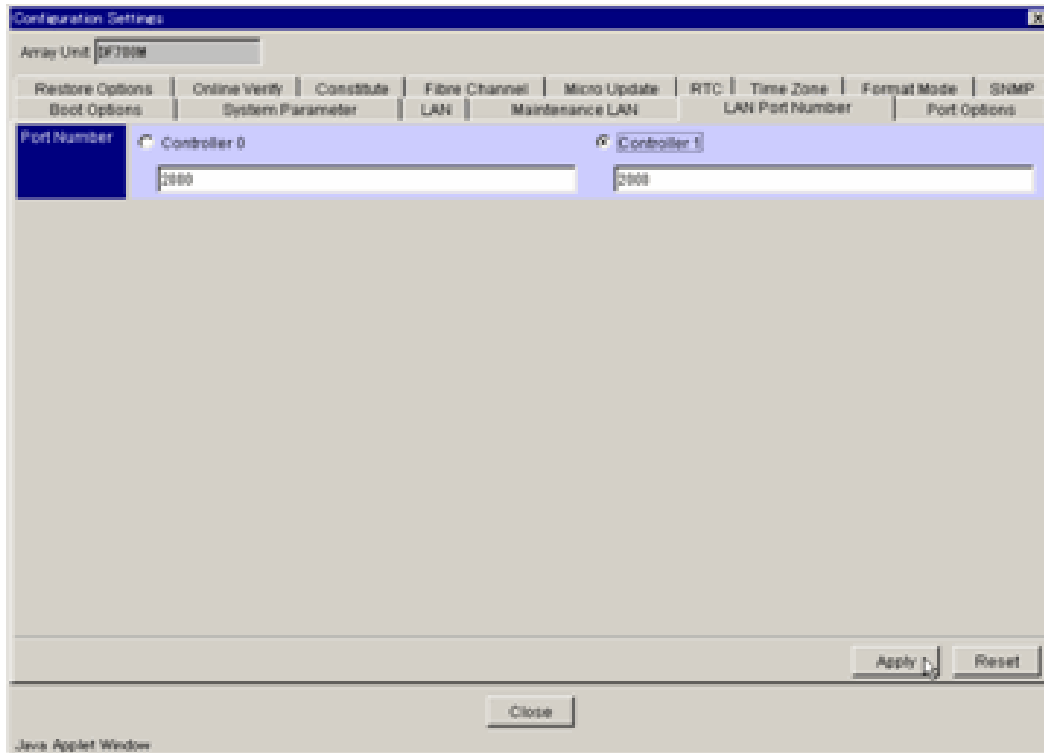 Configuration Settings
Array Unit DF700M
Restore Options Online Verify Constitute Fibre Channel Micro Update RTC Time Zone Format Mode SNMP
Boot Options System Parameter LAN Maintenance LAN LAN Port Number Port Options
Port Number Controller 0 Controller 1
2000 2000
Apply Reset
Close
Java Applet Window